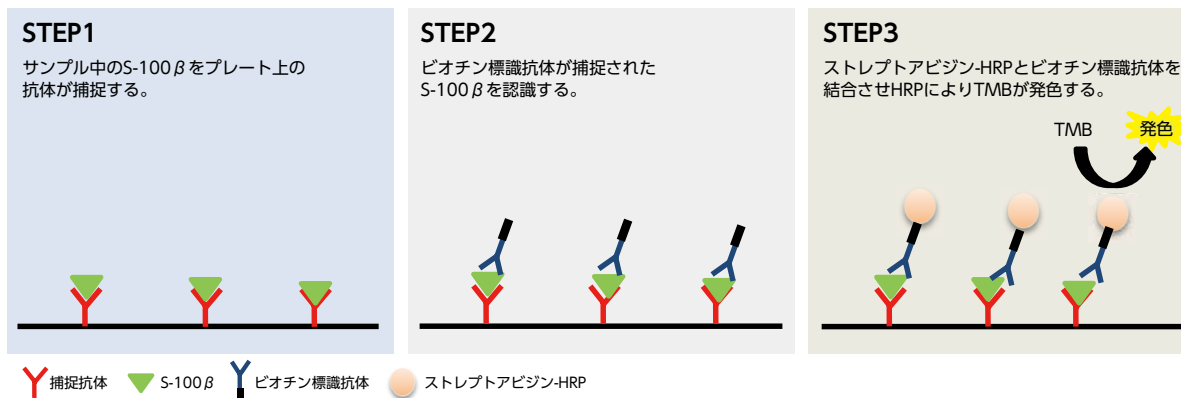 STEP1
サンプル中のS-100βをプレート上の
抗体が捕捉する。
STEP2
ビオチン標識抗体が捕捉された
S-100βを認識する。
STEP3
ストレプトアビジン-HRPとビオチン標識抗体を
結合させHRPによりTMBが発色する。
TMB
発色
捕捉抗体
S-100β
ビオチン標識抗体
ストレプトアビジン-HRP